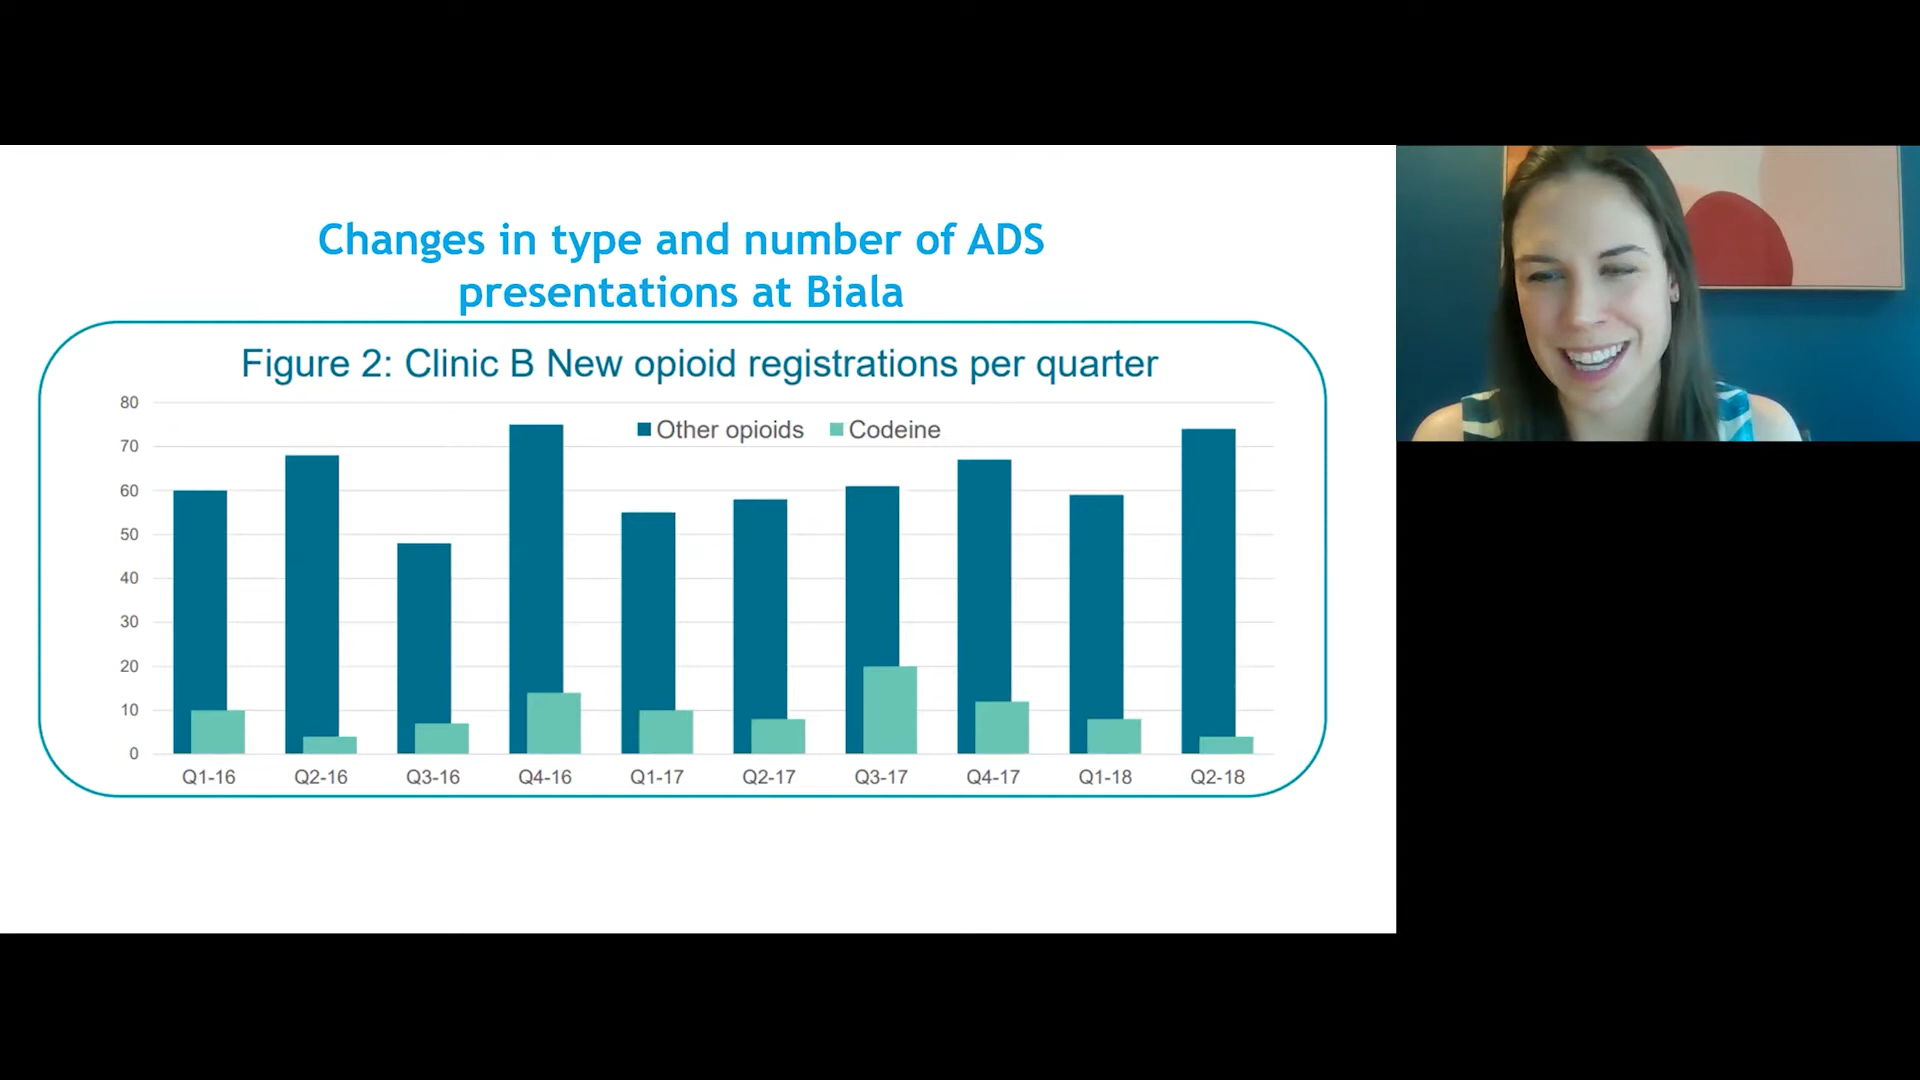 Changes in type and number of ADS
presentations at Biala
Figure 2: Clinic B New opioid registrations per quarter
Other opioids Codeine
80
70
60
50
40
30
20
10
0
Q1-16 Q2-16 Q3-16 Q4-16 Q1-17 Q2-17 Q3-17 Q4-17 Q1-18 Q2-18